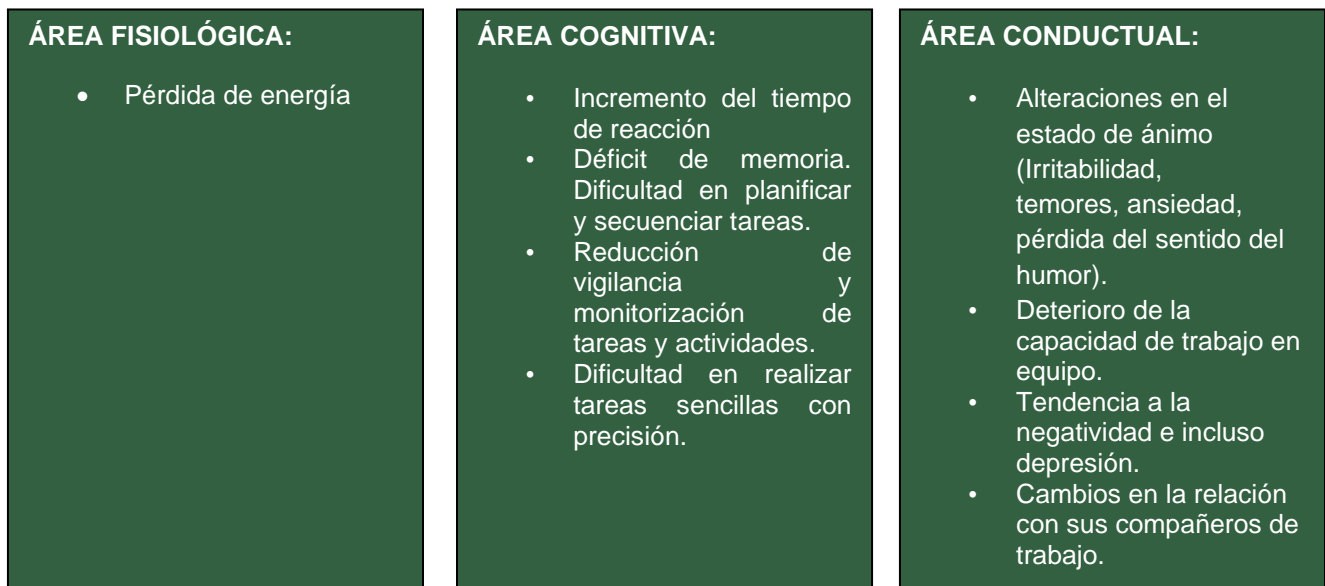 ÁREA FISIOLÓGICA:
• Pérdida de energía
ÁREA COGNITIVA:
• Incremento del tiempo
de reacción
• Déficit de memoria.
Dificultad en planificar
y secuenciar tareas.
• Reducción de
vigilancia y
monitorización de
tareas y actividades.
• Dificultad en realizar
tareas sencillas con
precisión.
ÁREA CONDUCTUAL:
• Alteraciones en el
estado de ánimo
(Irritabilidad,
temores, ansiedad,
pérdida del sentido del
humor).
• Deterioro de la
capacidad de trabajo en
equipo.
• Tendencia a la
negatividad e incluso
depresión.
• Cambios en la relación
con sus compañeros de
trabajo.